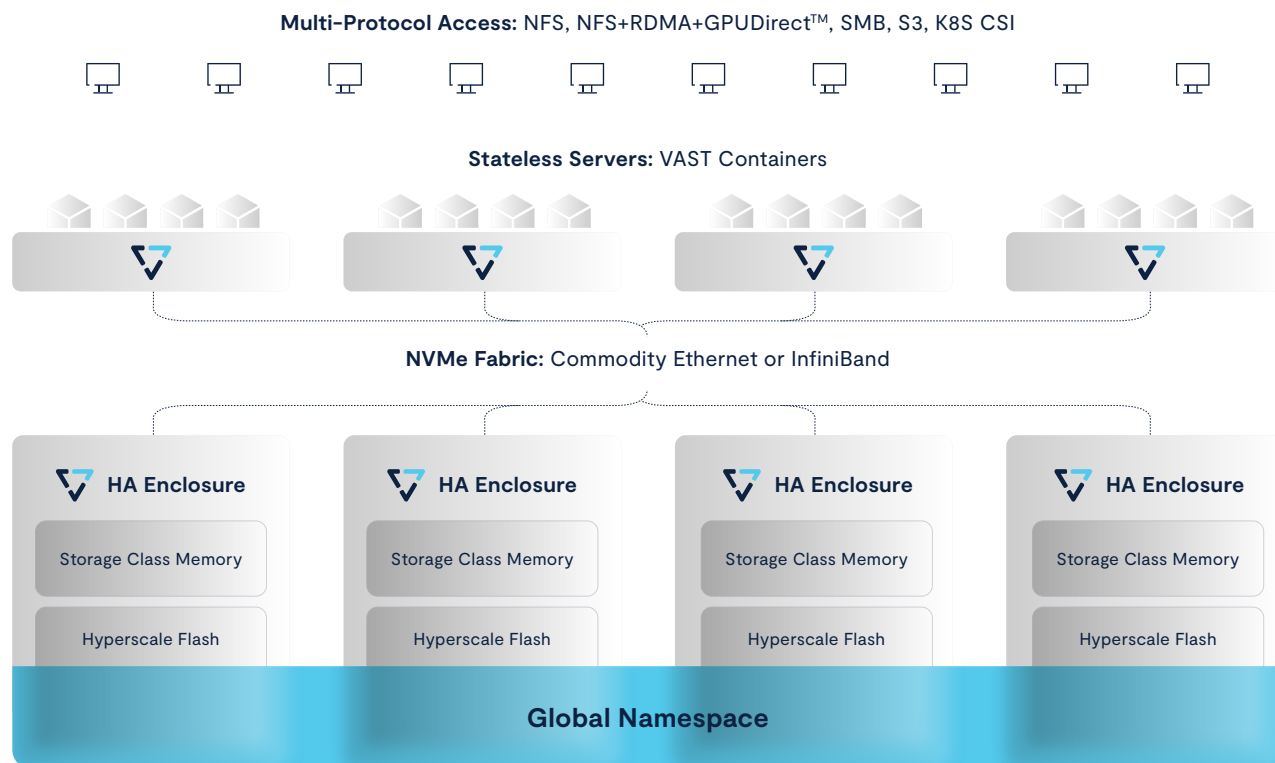 Multi-Protocol Access: NFS, NFS+RDMA+GPUDirect™, SMB, S3, K8S CSI
Stateless Servers: VAST Containers
NVMe Fabric: Commodity Ethernet or InfiniBand
HA Enclosure HA Enclosure HA Enclosure HA Enclosure
Storage Class Memory Storage Class Memory Storage Class Memory Storage Class Memory
Hyperscale Flash Hyperscale Flash Hyperscale Flash Hyperscale Flash
Global Namespace